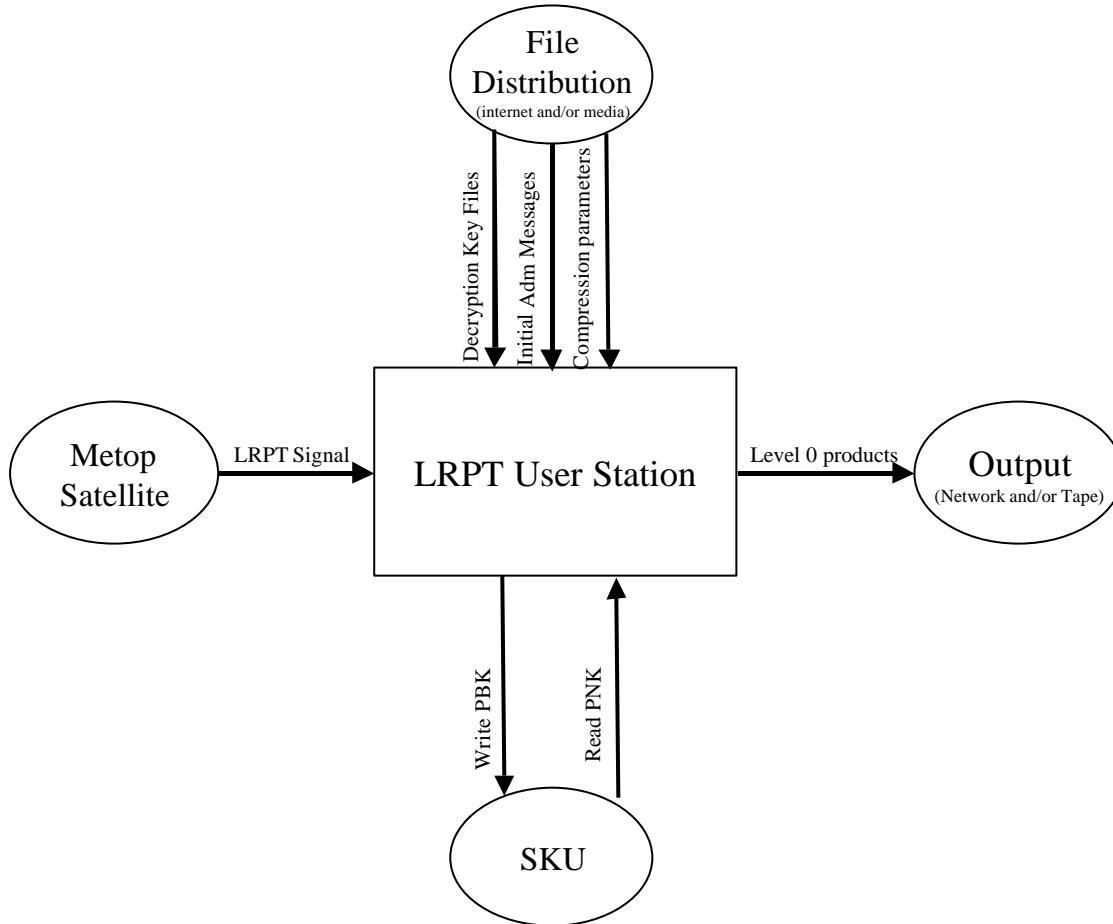 File
Distribution
(internet and/or media)
Decryption Key Files
Initial Adm Messages
Compression parameters
Metop
Satellite
LRPT Signal
LRPT User Station
Level 0 products
Output
(Network and/or Tape)
Write PBK
Read PNK
SKU